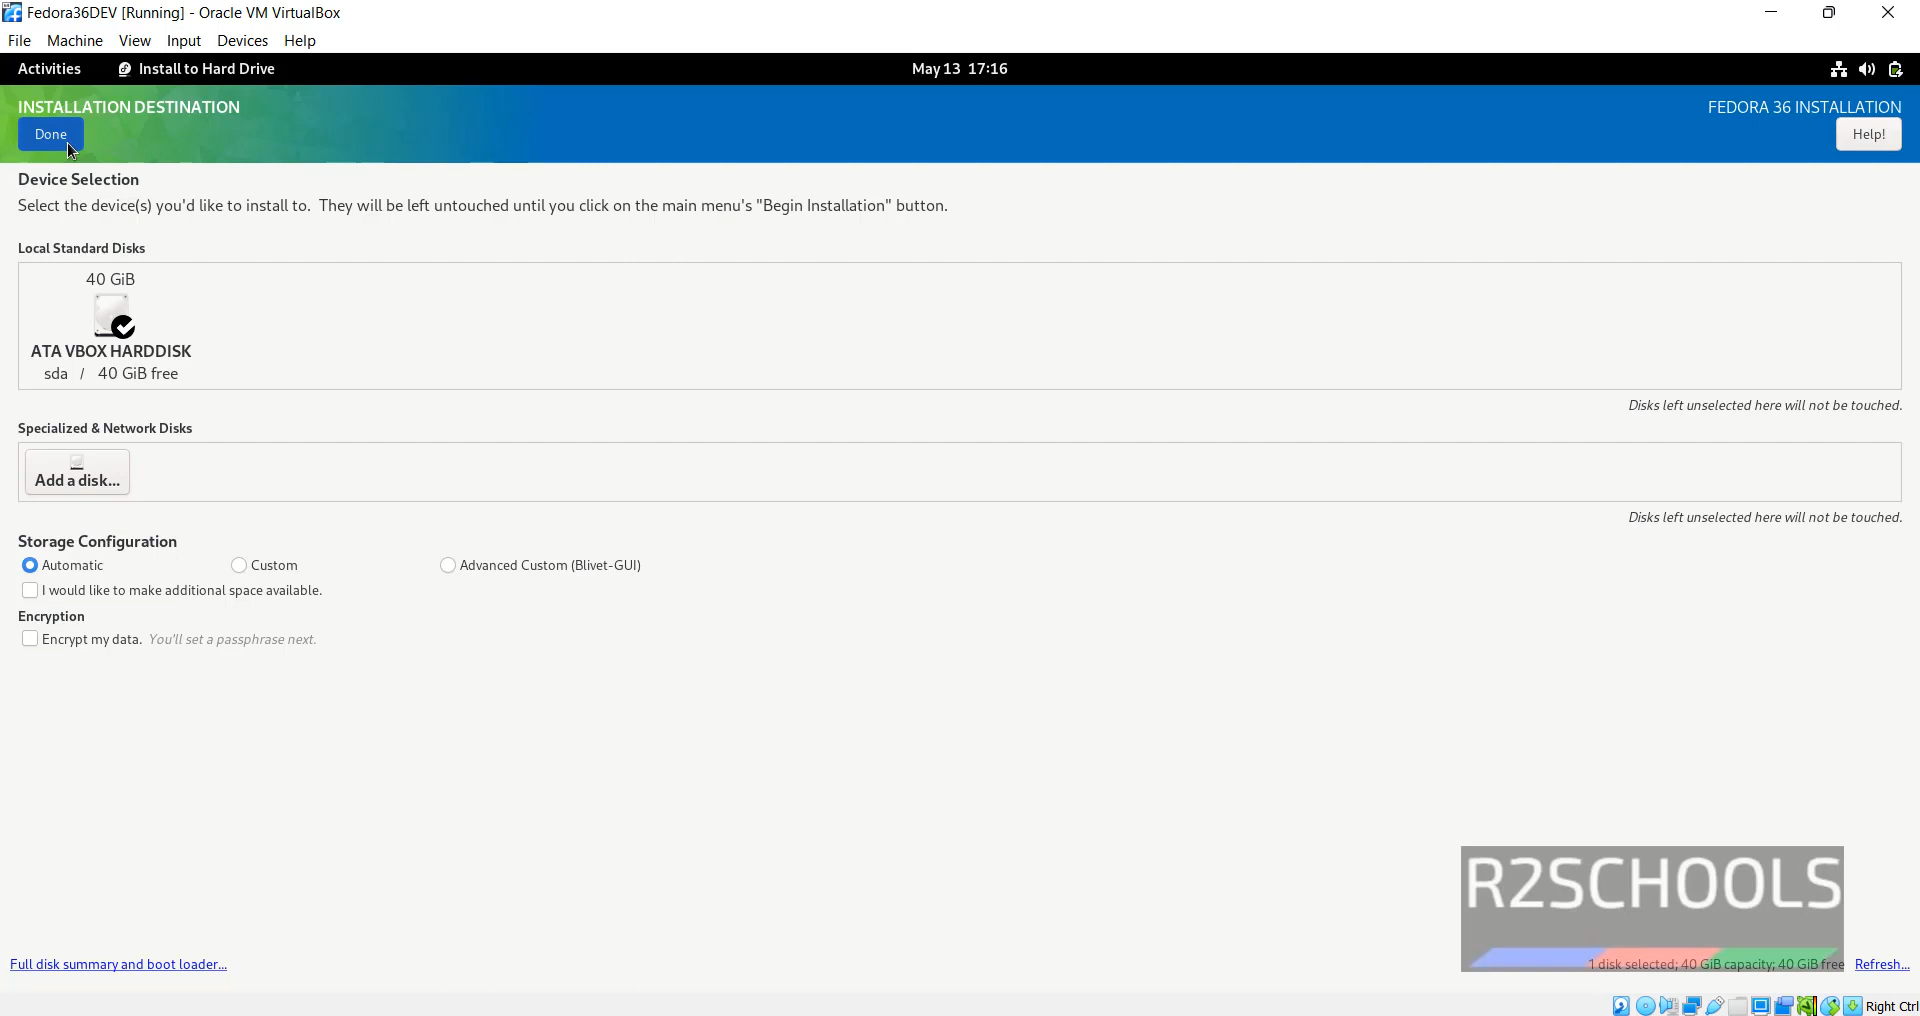 Fedora36DEV [Running] - Oracle VM VirtualBox
File Machine View Input Devices Help
Activities Install to Hard Drive May 13 17:16
INSTALLATION DESTINATION FEDORA 36 INSTALLATION
Done Help!
Device Selection
Select the device(s) you'd like to install to. They will be left untouched until you click on the main menu's "Begin Installation" button.
Local Standard Disks
40 GiB
ATA VBOX HARDDISK
sda / 40 GiB free
Disks left unselected here will not be touched.
Specialized & Network Disks
Add a disk...
Disks left unselected here will not be touched.
Storage Configuration
Automatic Custom Advanced Custom (Blivet-GUI)
I would like to make additional space available.
Encryption
Encrypt my data. You'll set a passphrase next.
R2SCHOOLS
Full disk summary and boot loader... 1 disk selected; 40 GiB capacity; 40 GiB free Refresh...
Right Ctrl